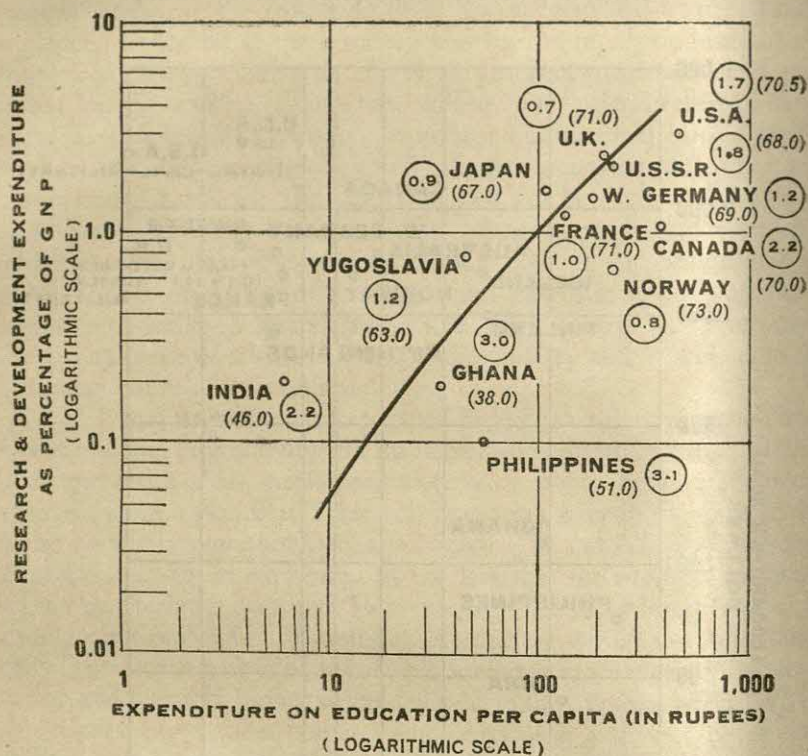 RESEARCH & DEVELOPMENT EXPENDITURE
AS PERCENTAGE OF G N P
(LOGARITHMIC SCALE)
10
1.0
0.1
0.01
1.7 (70.5)
U.S.A.
0.7 (71.0)
U.K.
1.8 (68.0)
U.S.S.R.
0.9 JAPAN
(67.0)
W. GERMANY 1.2
(69.0)
FRANCE
1.0 (71.0)
CANADA 2.2
(70.0)
YUGOSLAVIA
1.2
(63.0)
NORWAY
0.8 (73.0)
3.0
GHANA
(38.0)
INDIA
(46.0) 2.2
PHILIPPINES
(51.0) 3.1
1 10 100 1,000
EXPENDITURE ON EDUCATION PER CAPITA (IN RUPEES)
(LOGARITHMIC SCALE)